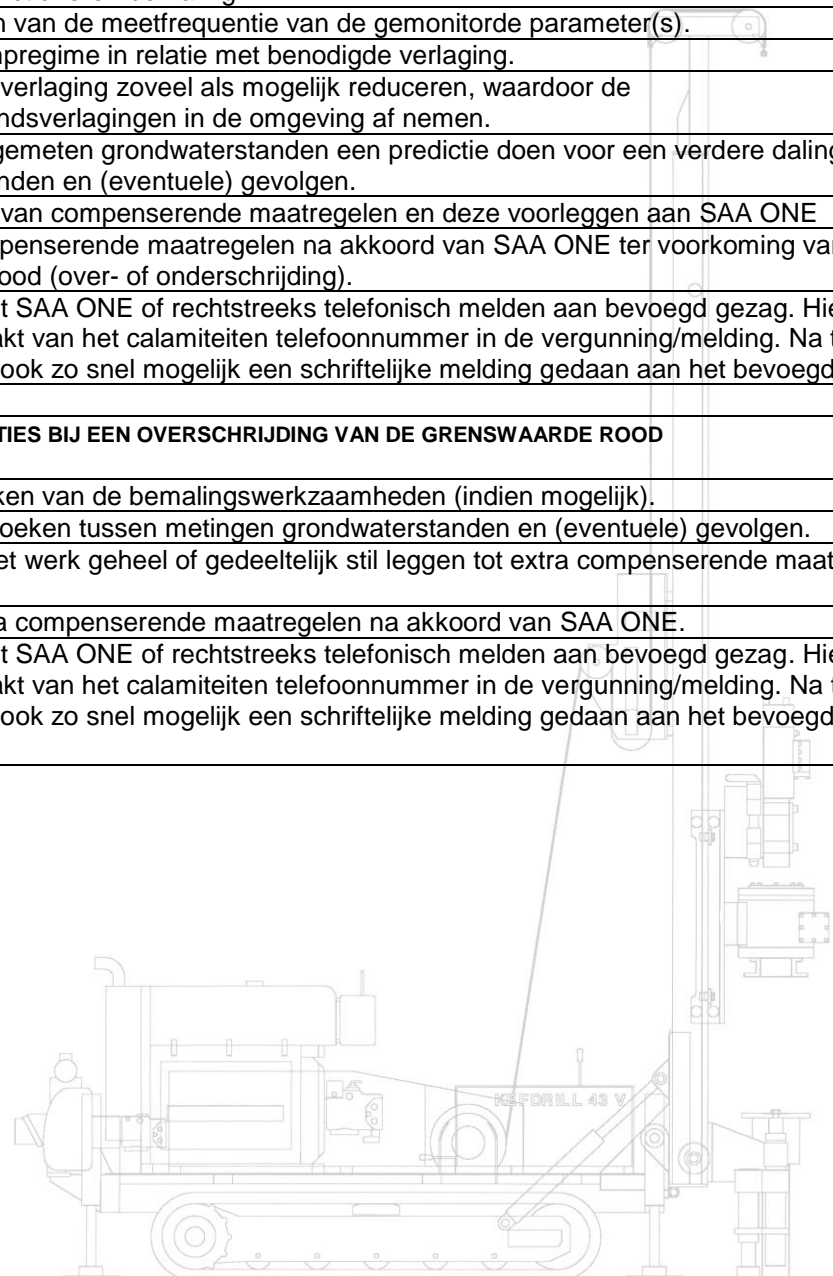 n van de meetfrequentie van de gemonitorde parameter(s).
npregime in relatie met benodigde verlaging.
verlaging zoveel als mogelijk reduceren, waardoor de
ndsverlagingen in de omgeving af nemen.
gemeten grondwaterstanden een predictie doen voor een verdere daling
nden en (eventuele) gevolgen.
van compenserende maatregelen en deze voorleggen aan SAA ONE
penserende maatregelen na akkoord van SAA ONE ter voorkoming van
ood (over- of onderschrijding).
t SAA ONE of rechtstreeks telefonisch melden aan bevoegd gezag. Hie
akt van het calamiteiten telefoonnummer in de vergunning/melding. Na t
ook zo snel mogelijk een schriftelijke melding gedaan aan het bevoegd
TIES BIJ EEN OVERSCHRIJDING VAN DE GRENSWAARDE ROOD
ken van de bemalingswerkzaamheden (indien mogelijk).
oeken tussen metingen grondwaterstanden en (eventuele) gevolgen.
et werk geheel of gedeeltelijk stil leggen tot extra compenserende maat
a compenserende maatregelen na akkoord van SAA ONE.
t SAA ONE of rechtstreeks telefonisch melden aan bevoegd gezag. Hie
akt van het calamiteiten telefoonnummer in de vergunning/melding. Na t
ook zo snel mogelijk een schriftelijke melding gedaan aan het bevoegd
KEFDRILL 43 V